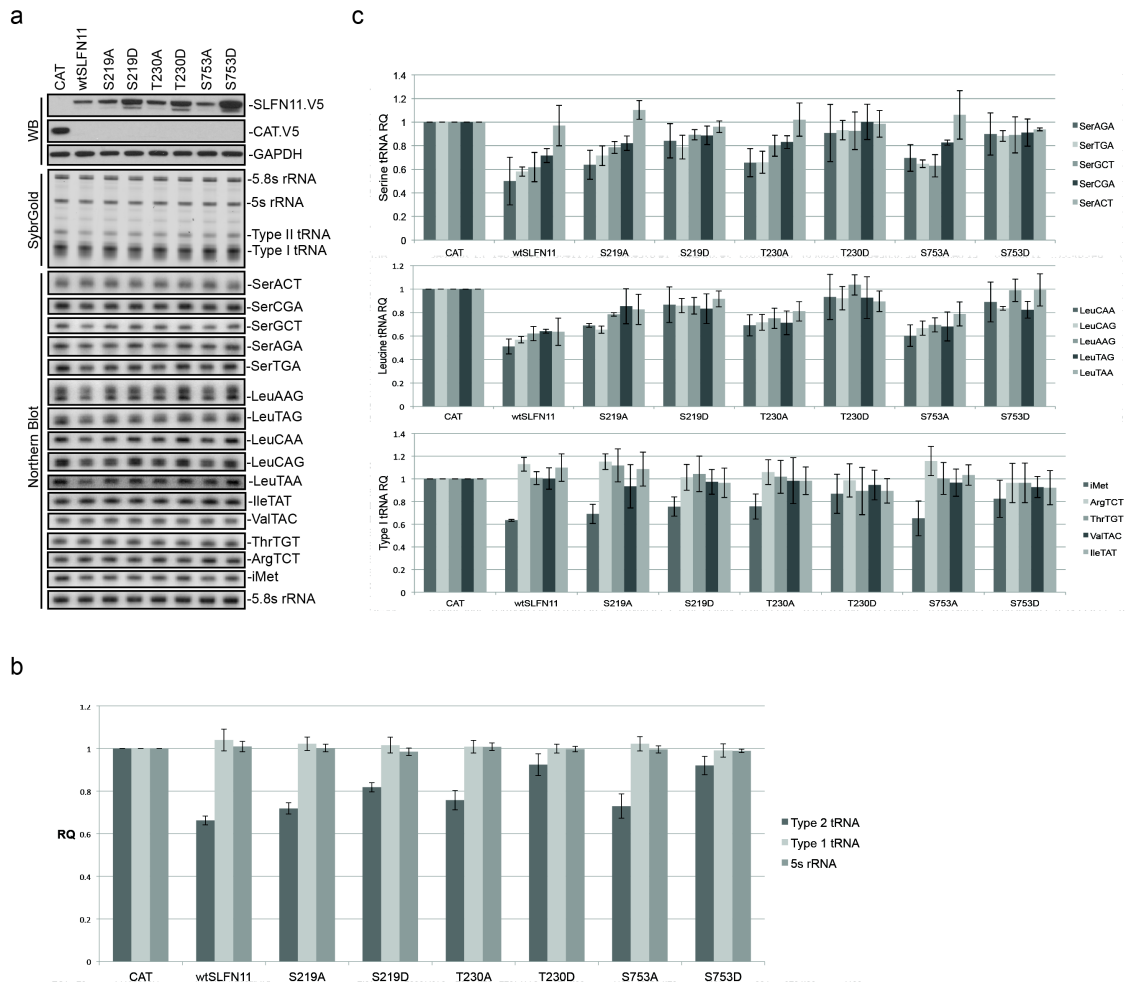 a
CAT
wtSLFN11
S219A
S219D
T230A
T230D
S753A
S753D
WB
-SLFN11.V5
-CAT.V5
-GAPDH
SybrGold
-5.8s rRNA
-5s rRNA
-Type II tRNA
-Type I tRNA
Northern Blot
-SerACT
-SerCGA
-SerGCT
-SerAGA
-SerTGA
-LeuAAG
-LeuTAG
-LeuCAA
-LeuCAG
-LeuTAA
-IleTAT
-ValTAC
-ThrTGT
-ArgTCT
-iMet
-5.8s rRNA
c
Serine tRNA RQ
1.4
1.2
1
0.8
0.6
0.4
0.2
0
CAT wtSLFN11 S219A S219D T230A T230D S753A S753D
SerAGA
SerTGA
SerGCT
SerCGA
SerACT
Leucine tRNA RQ
1.2
1
0.8
0.6
0.4
0.2
0
CAT wtSLFN11 S219A S219D T230A T230D S753A S753D
LeuCAA
LeuCAG
LeuAAG
LeuTAG
LeuTAA
Type I tRNA RQ
1.4
1.2
1
0.8
0.6
0.4
0.2
0
CAT wtSLFN11 S219A S219D T230A T230D S753A S753D
iMet
ArgTCT
ThrTGT
ValTAC
IleTAT
b
RQ
1.2
1
0.8
0.6
0.4
0.2
0
CAT wtSLFN11 S219A S219D T230A T230D S753A S753D
Type 2 tRNA
Type 1 tRNA
5s rRNA